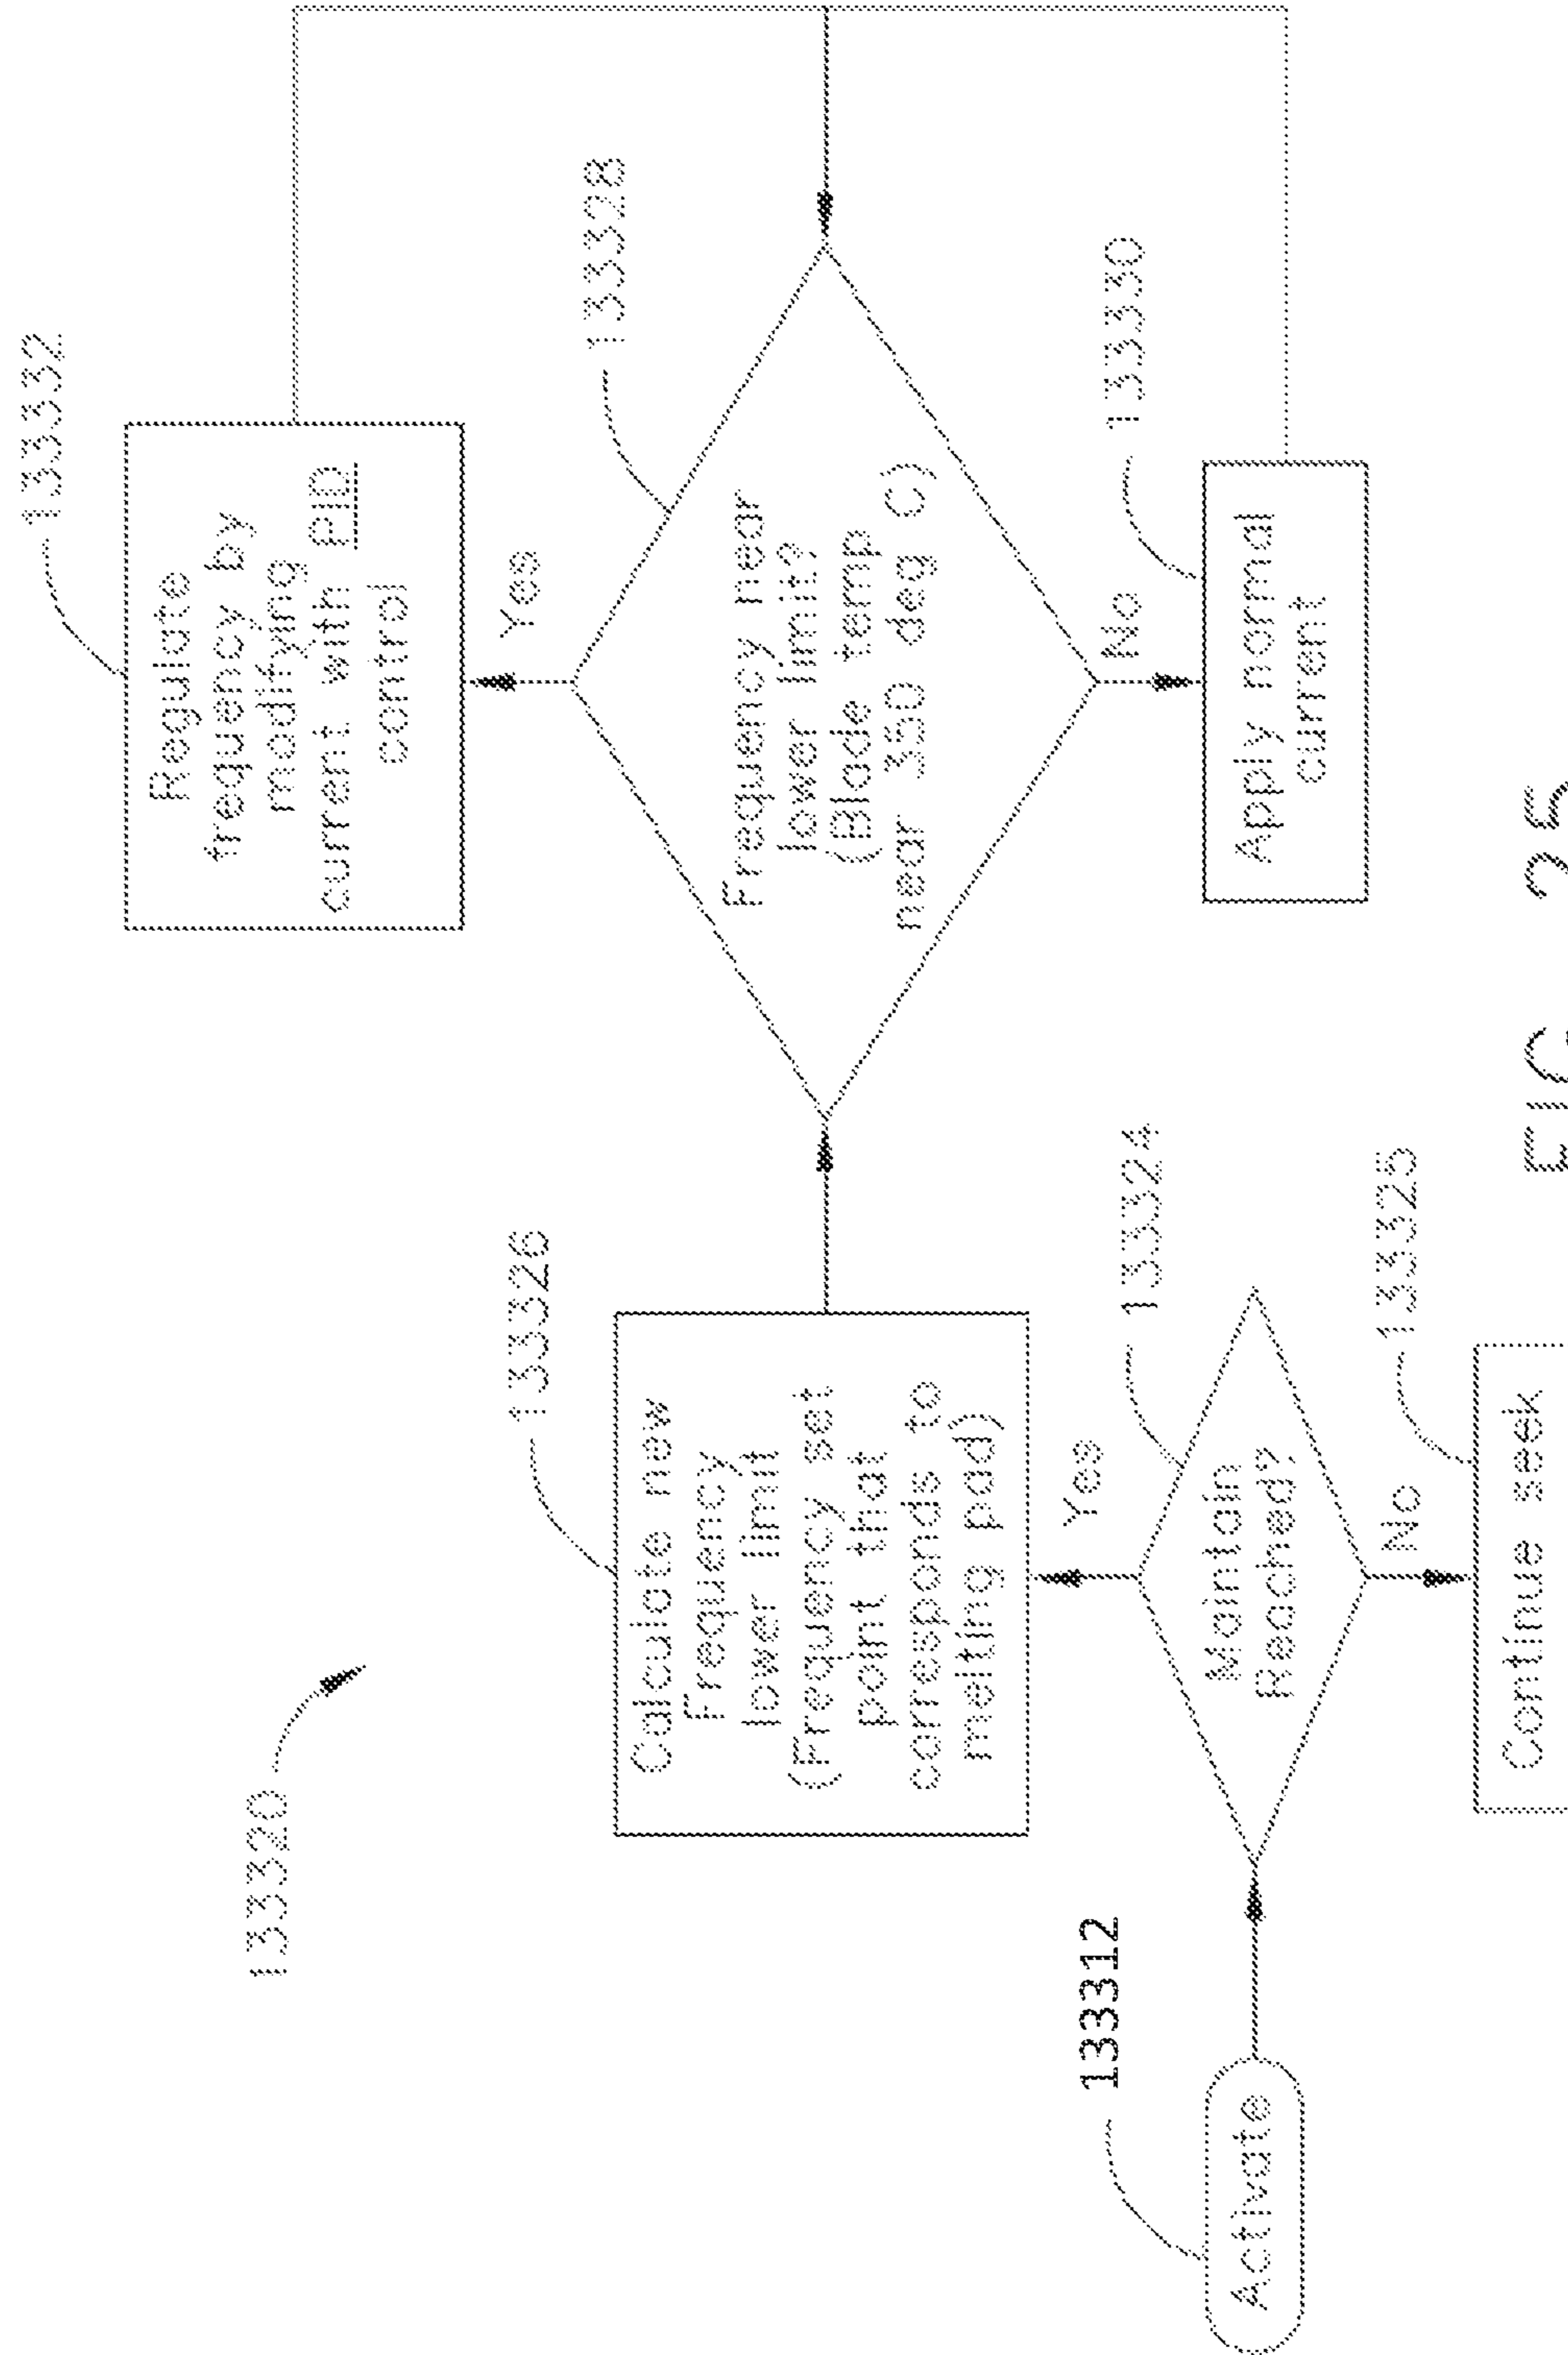 133320
133312
Activate
Maintain
Reached?
133324
Yes
No
133325
Continue seek
Calculate new
Frequency
lower limit
(Frequency set
point that
corresponds to
melting pad)
133326
Frequency near
lower limit?
(Blade temp
near 350 deg C)
133328
Yes
No
Regulate
frequency by
modifying
current with PID
control
133332
Apply normal
current
133330
FIG 25